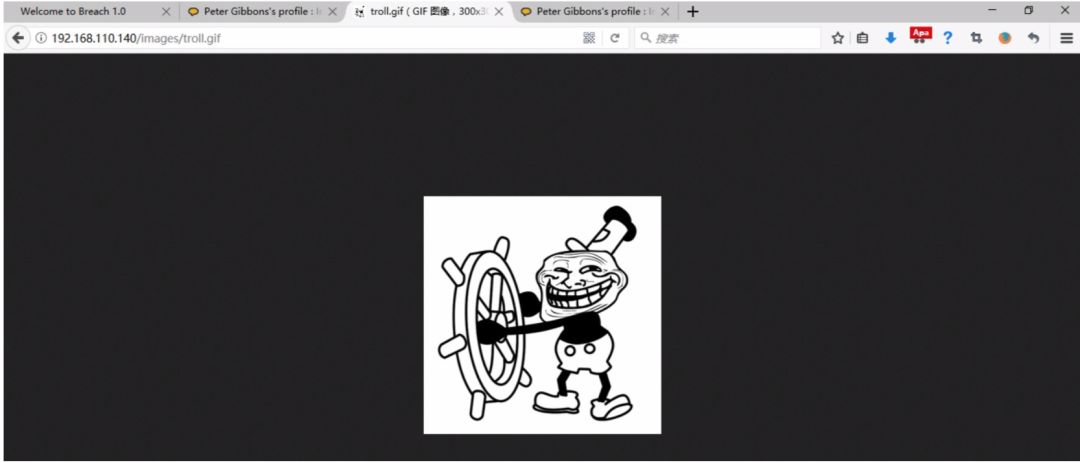 Welcome to Breach 1.0
Peter Gibbons's profile : I
troll.gif ( GIF 图像，300x30
Peter Gibbons's profile : I
192.168.110.140/images/troll.gif
搜索
Apa